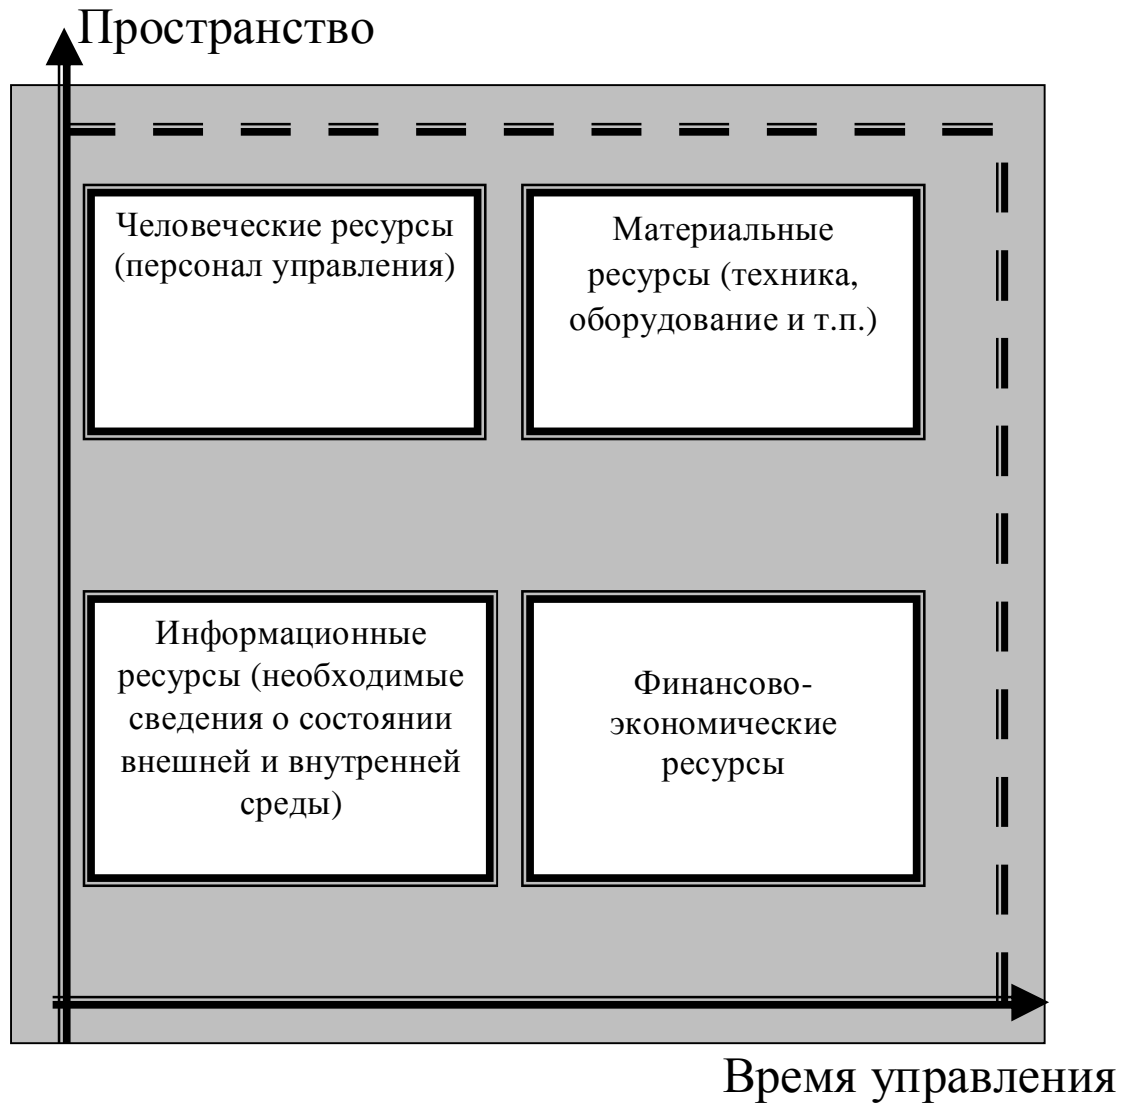 Пространство
Человеческие ресурсы
(персонал управления)
Материальные
ресурсы (техника,
оборудование и т.п.)
Информационные
ресурсы (необходимые
сведения о состоянии
внешней и внутренней
среды)
Финансово-
экономические
ресурсы
Время управления